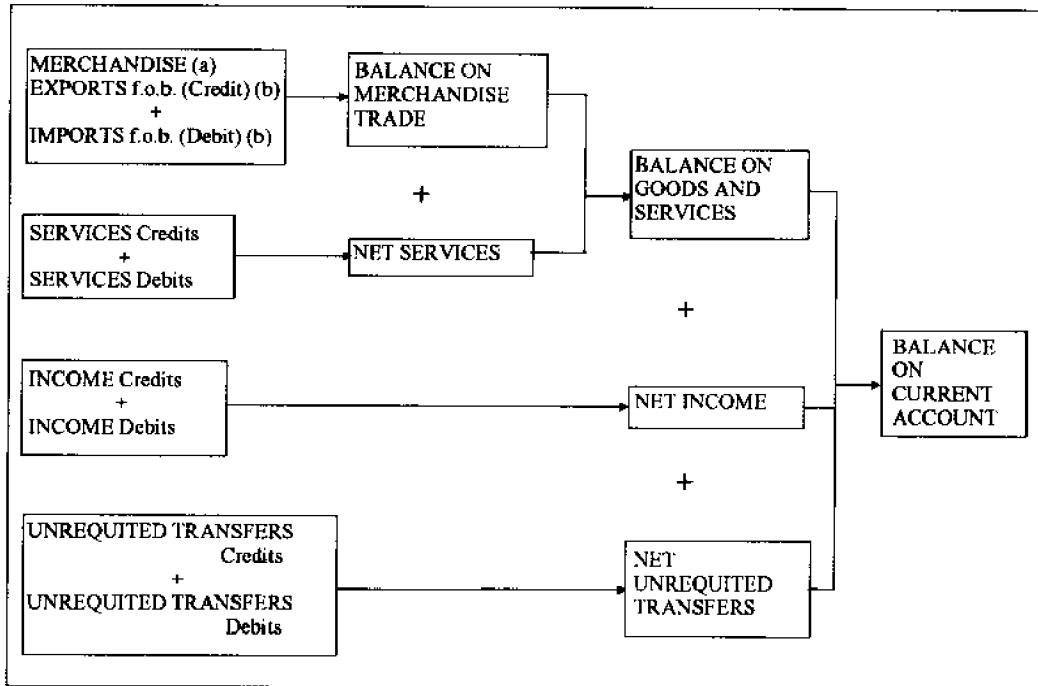 MERCHANDISE (a)
EXPORTS f.o.b. (Credit) (b)
+
IMPORTS f.o.b. (Debit) (b)
BALANCE ON
MERCHANDISE
TRADE
+
SERVICES Credits
+
SERVICES Debits
NET SERVICES
BALANCE ON
GOODS AND
SERVICES
+
INCOME Credits
+
INCOME Debits
NET INCOME
+
UNREQUITED TRANSFERS
Credits
+
UNREQUITED TRANSFERS
Debits
NET
UNREQUITED
TRANSFERS
BALANCE
ON
CURRENT
ACCOUNT